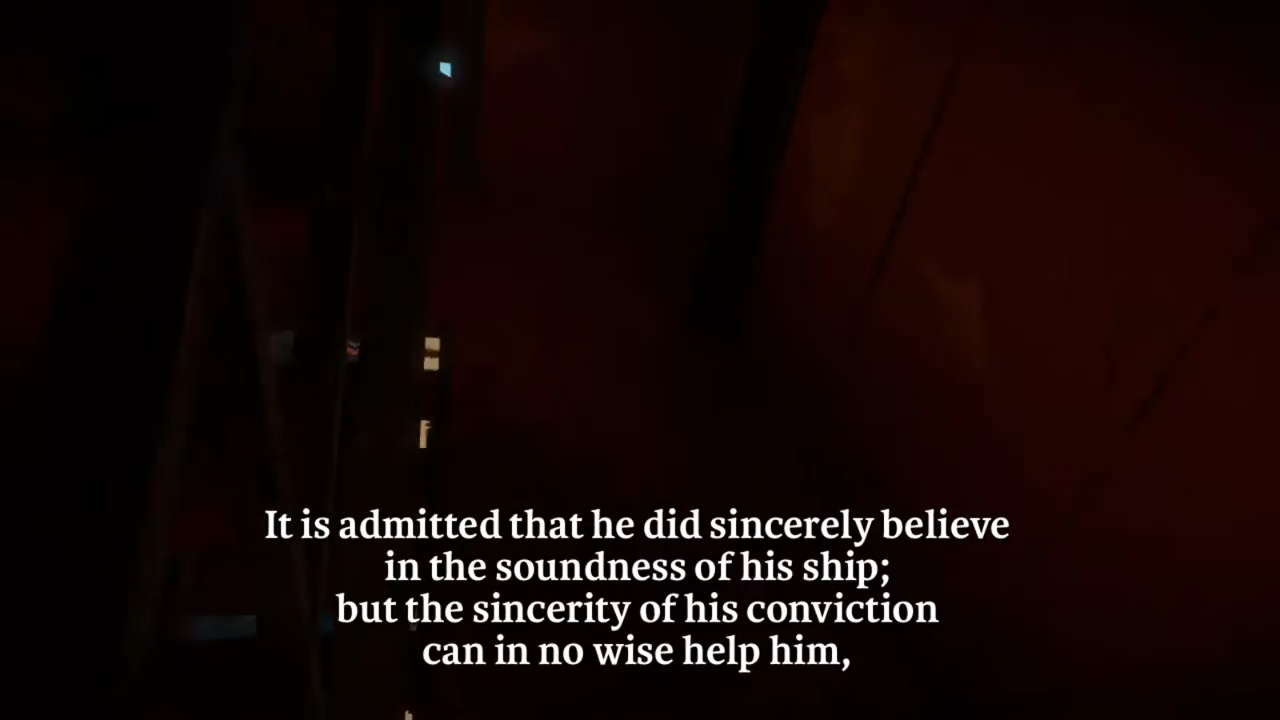 It is admitted that he did sincerely believe
in the soundness of his ship;
but the sincerity of his conviction
can in no wise help him,